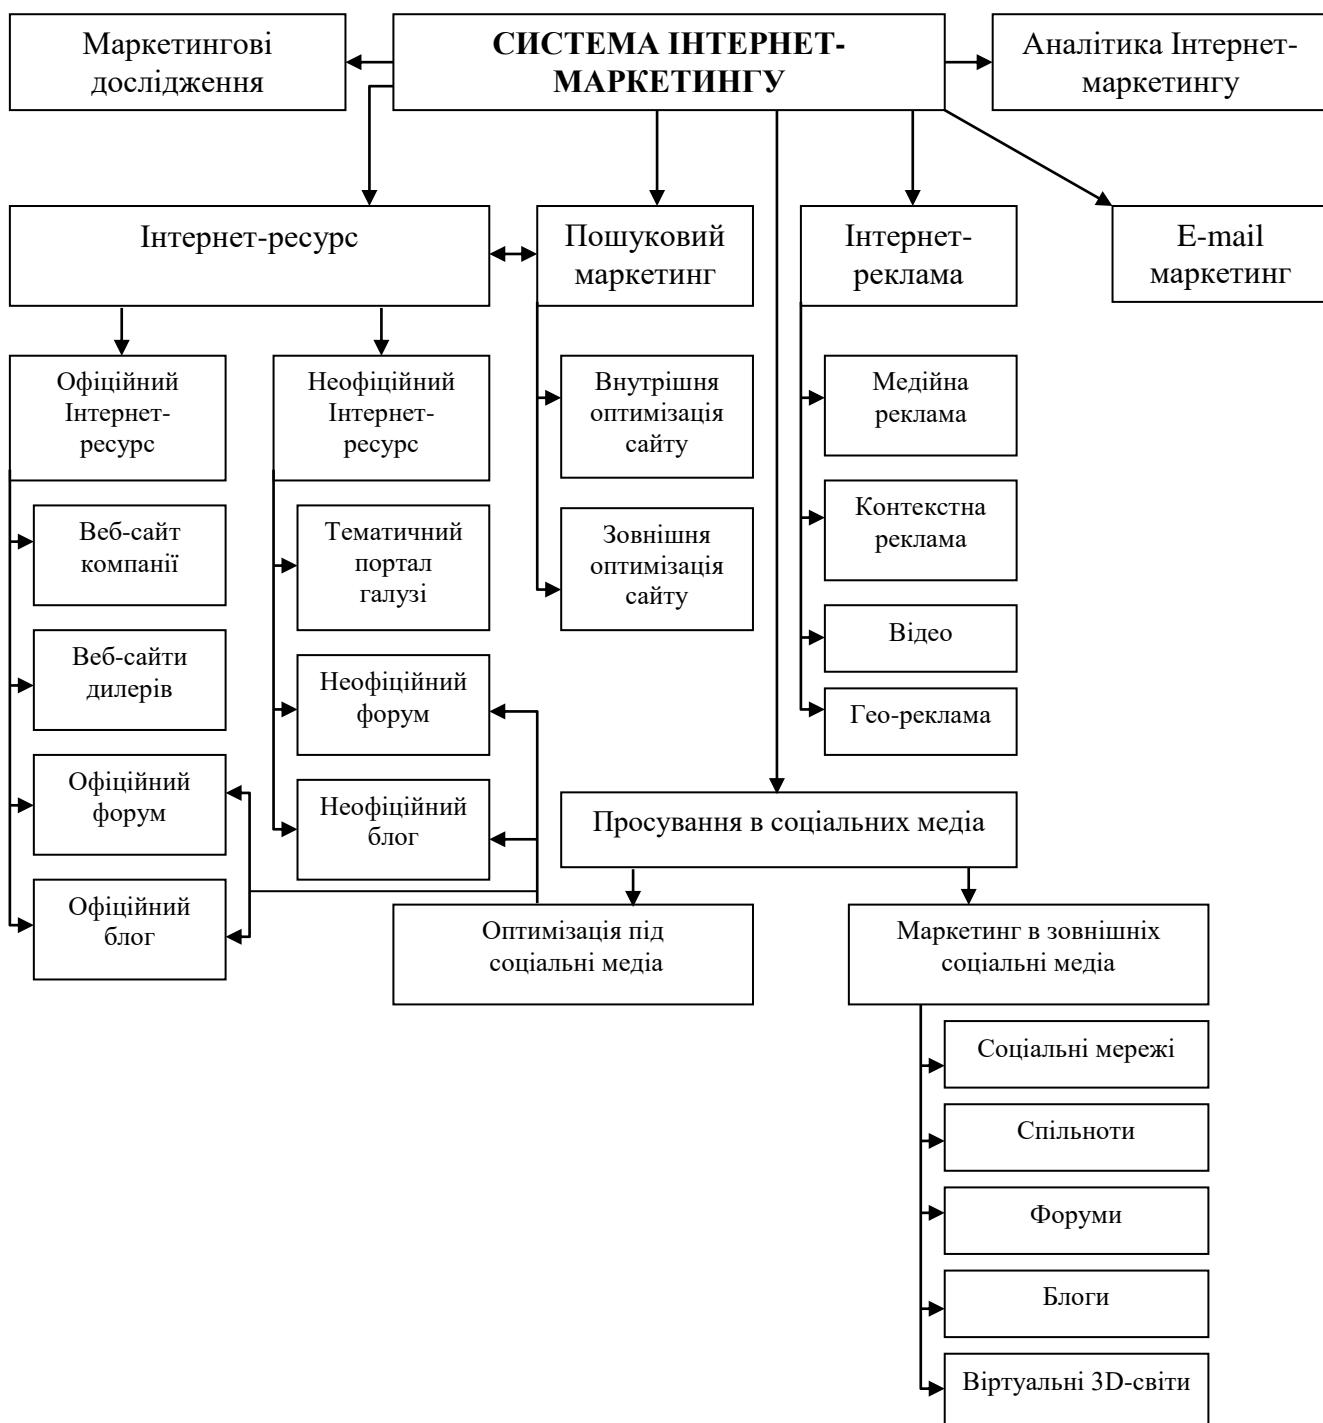 Маркетингові
дослідження
СИСТЕМА ІНТЕРНЕТ-
МАРКЕТИНГУ
Аналітика Інтернет-
маркетингу
Інтернет-ресурс
Пошуковий
маркетинг
Інтернет-
реклама
E-mail
маркетинг
Офіційний
Інтернет-
ресурс
Неофіційний
Інтернет-
ресурс
Внутрішня
оптимізація
сайту
Медійна
реклама
Веб-сайт
компанії
Тематичний
портал
галузі
Зовнішня
оптимізація
сайту
Контекстна
реклама
Веб-сайти
дилерів
Неофіційний
форум
Відео
Гео-реклама
Офіційний
форум
Неофіційний
блог
Просування в соціальних медіа
Офіційний
блог
Оптимізація під
соціальні медіа
Маркетинг в зовнішніх
соціальні медіа
Соціальні мережі
Спільноти
Форуми
Блоги
Віртуальні 3D-світи